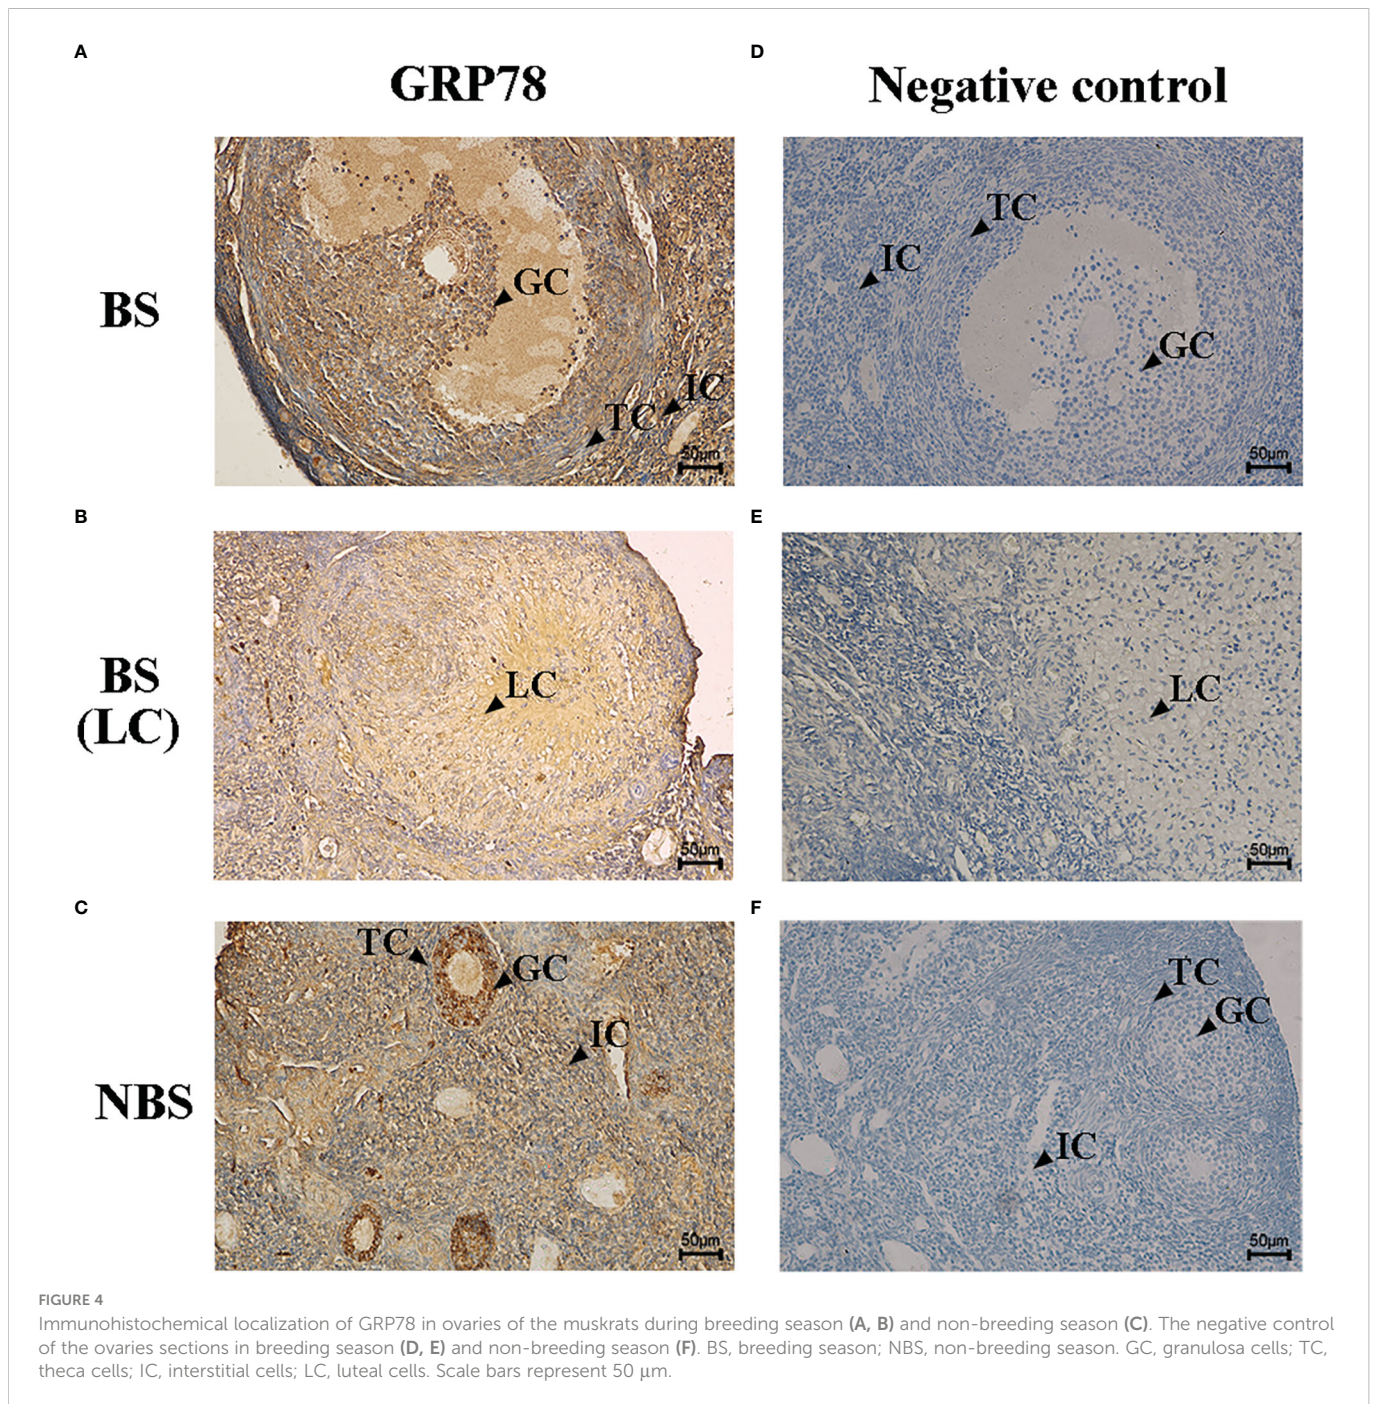 A
GRP78
D
Negative control
BS
GC
IC
TC
50μm
TC
IC
GC
50μm
B
BS
(LC)
LC
50μm
E
LC
50μm
C
NBS
TC
GC
IC
50μm
F
TC
GC
IC
50μm
FIGURE 4
Immunohistochemical localization of GRP78 in ovaries of the muskrats during breeding season (A, B) and non-breeding season (C). The negative control
of the ovaries sections in breeding season (D, E) and non-breeding season (F). BS, breeding season; NBS, non-breeding season. GC, granulosa cells; TC,
theca cells; IC, interstitial cells; LC, luteal cells. Scale bars represent 50 μm.